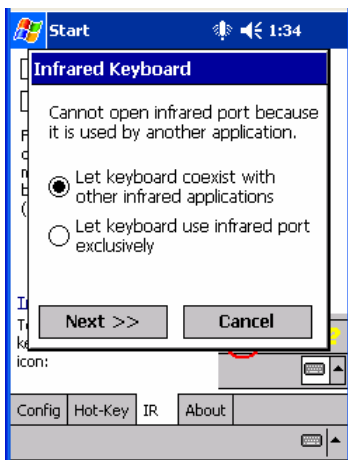 Start 1:34
Infrared Keyboard
Cannot open infrared port because
it is used by another application.
Let keyboard coexist with
other infrared applications
Let keyboard use infrared port
exclusively
Next >> Cancel
icon:
Config Hot-Key IR About